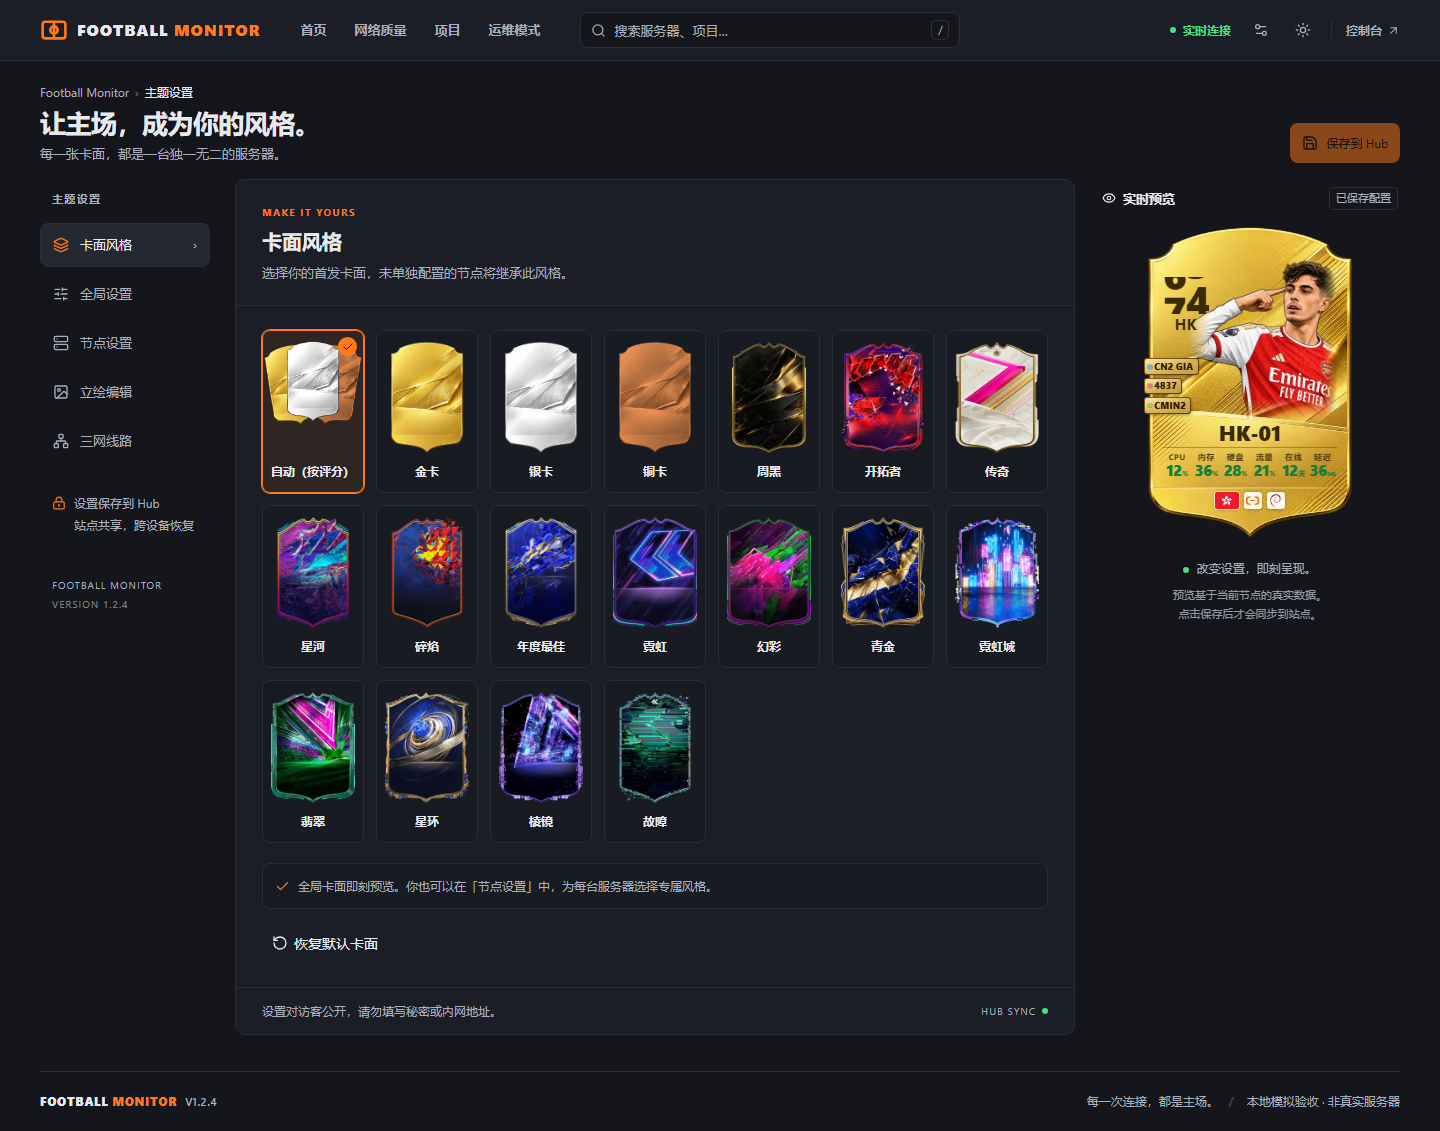 FOOTBALL MONITOR
首页
网络质量
项目
运维模式
搜索服务器、项目...
/
实时连接
控制台
Football Monitor › 主题设置
让主场，成为你的风格。
每一张卡面，都是一台独一无二的服务器。
保存到 Hub
主题设置
卡面风格
全局设置
节点设置
立绘编辑
三网线路
设置保存到 Hub
站点共享，跨设备恢复
FOOTBALL MONITOR
VERSION 1.2.4
MAKE IT YOURS
卡面风格
选择你的首发卡面，未单独配置的节点将继承此风格。
自动（按评分）
金卡
银卡
铜卡
周黑
开拓者
传奇
星河
碎焰
年度最佳
霓虹
幻彩
青金
霓虹城
翡翠
星环
棱镜
故障
全局卡面即刻预览。你也可以在「节点设置」中，为每台服务器选择专属风格。
恢复默认卡面
设置对访客公开，请勿填写秘密或内网地址。
HUB SYNC
实时预览
已保存配置
74
HK
CN2 GIA
4837
CMIN2
Emirates
FLY BETTER
HK-01
CPU 内存 硬盘 流量 在线 延迟
12% 36% 28% 21% 12天 36ms
改变设置，即刻呈现。
预览基于当前节点的真实数据。
点击保存后才会同步到站点。
FOOTBALL MONITOR V1.2.4
每一次连接，都是主场。 / 本地模拟验收 · 非真实服务器